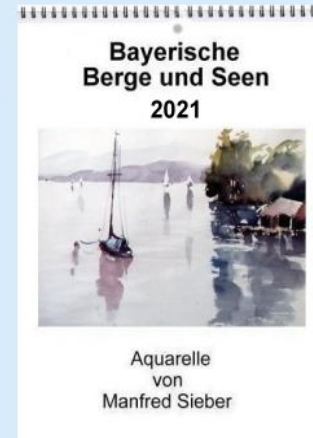 Bayerische
Berge und Seen
2021
Aquarelle
von
Manfred Sieber